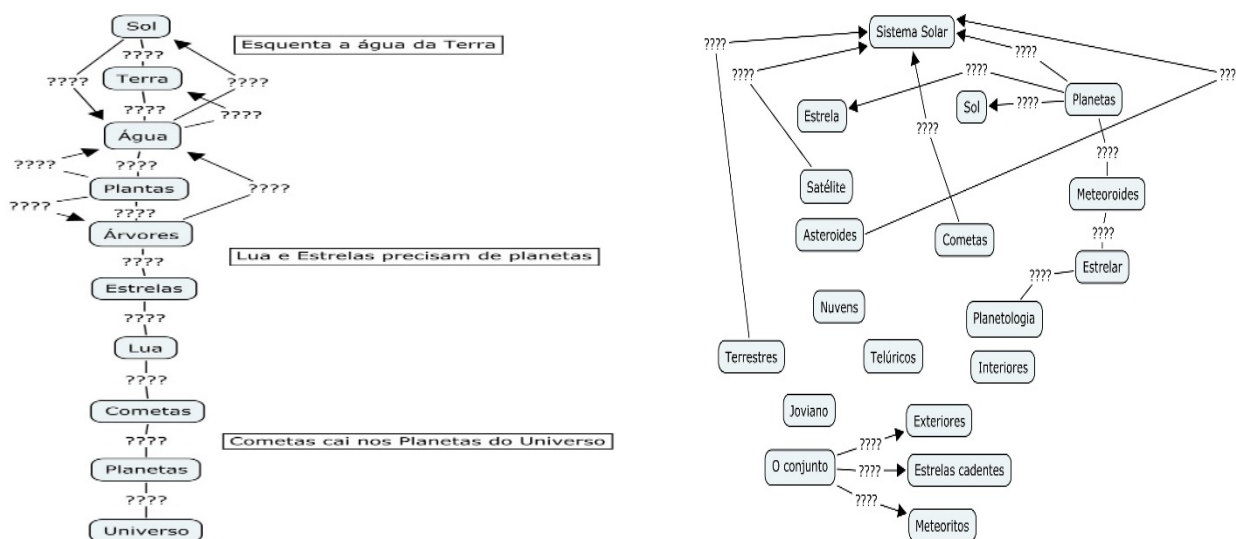 Sol
????
Esquenta a água da Terra
????
????
Terra
????
????
Água
????
????
Plantas
????
????
????
Árvores
????
Lua e Estrelas precisam de planetas
Estrelas
????
Lua
????
Cometas
????
Cometas cai nos Planetas do Universo
Planetas
????
Universo
Sistema Solar
????
????
????
????
???
Estrela
Sol
????
Planetas
????
????
Satélite
Meteoroides
Asteroides
Cometas
????
Estrelar
????
Nuvens
Planetologia
Terrestres
Telúricos
Interiores
Joviano
Exteriores
????
O conjunto
????
Estrelas cadentes
????
Meteoritos